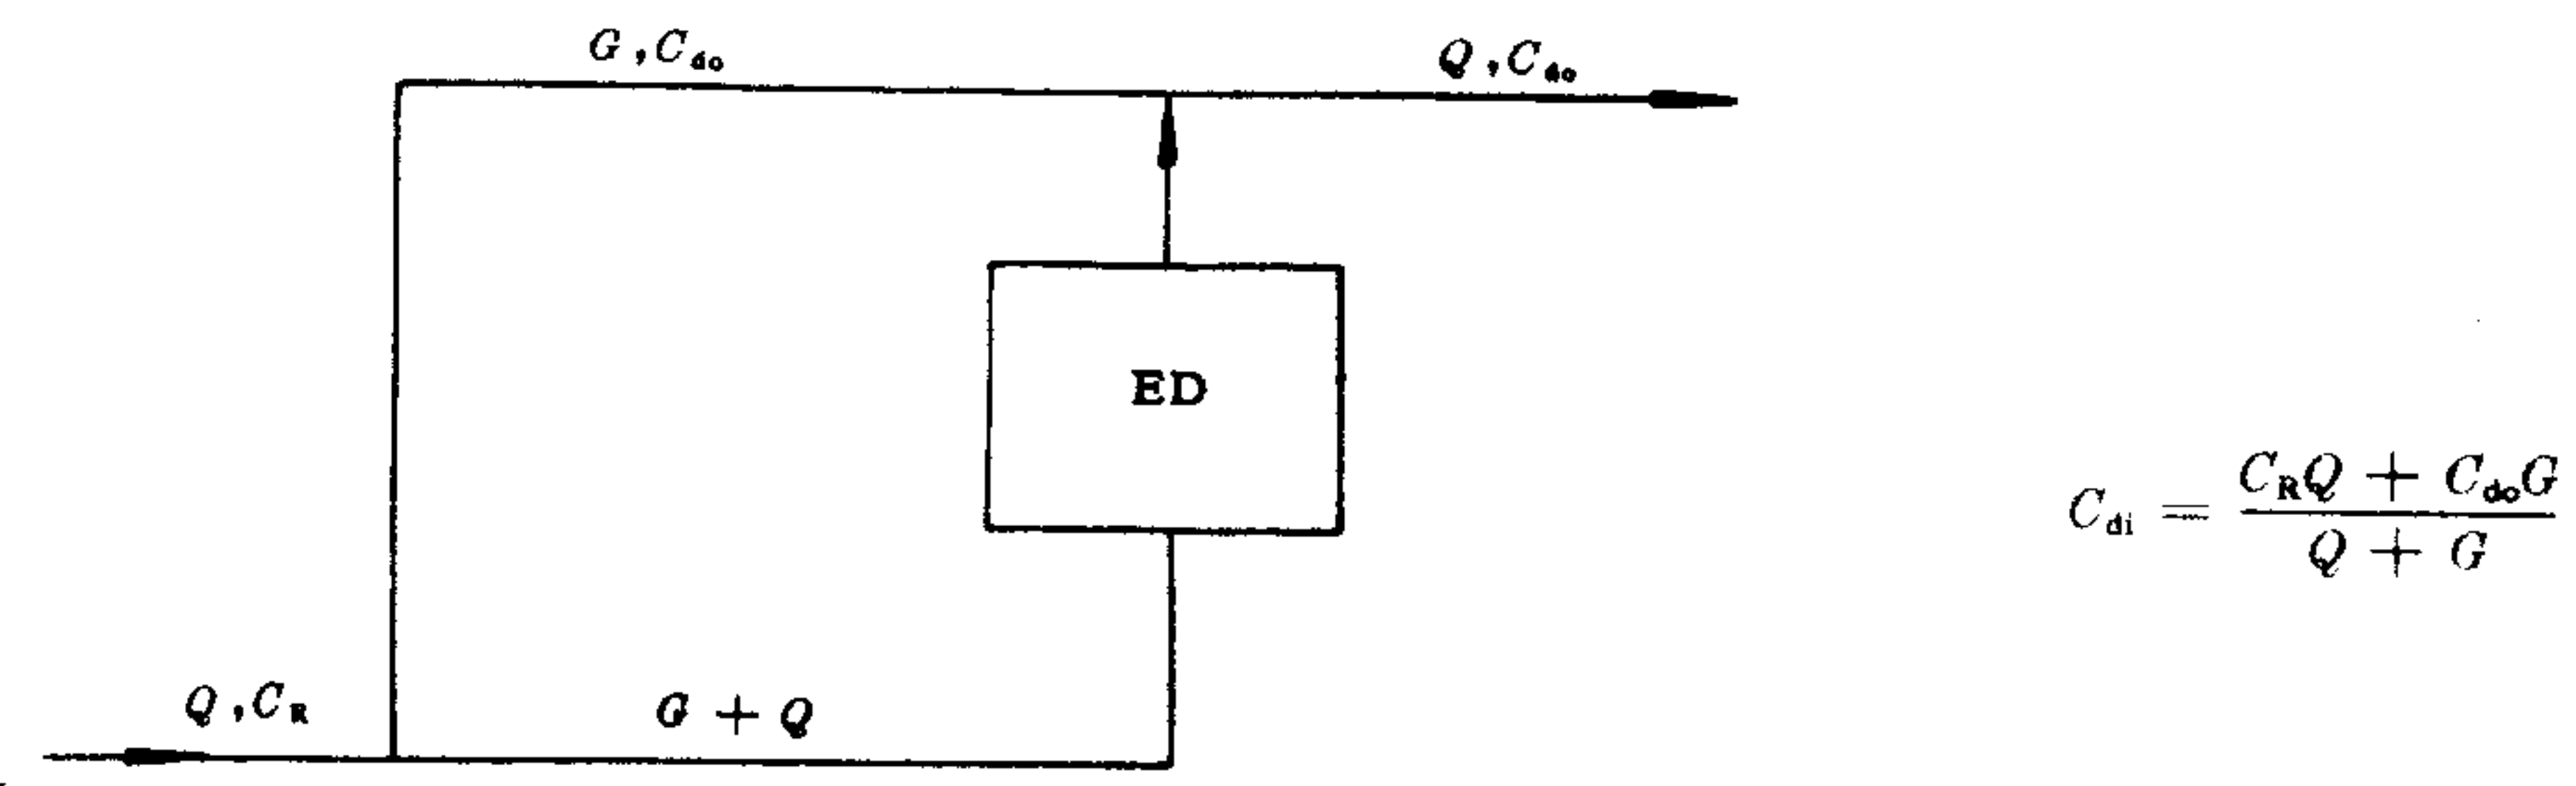 G, C_do
Q, C_do
ED
C_di = (C_R Q + C_do G) / (Q + G)
Q, C_R
G + Q